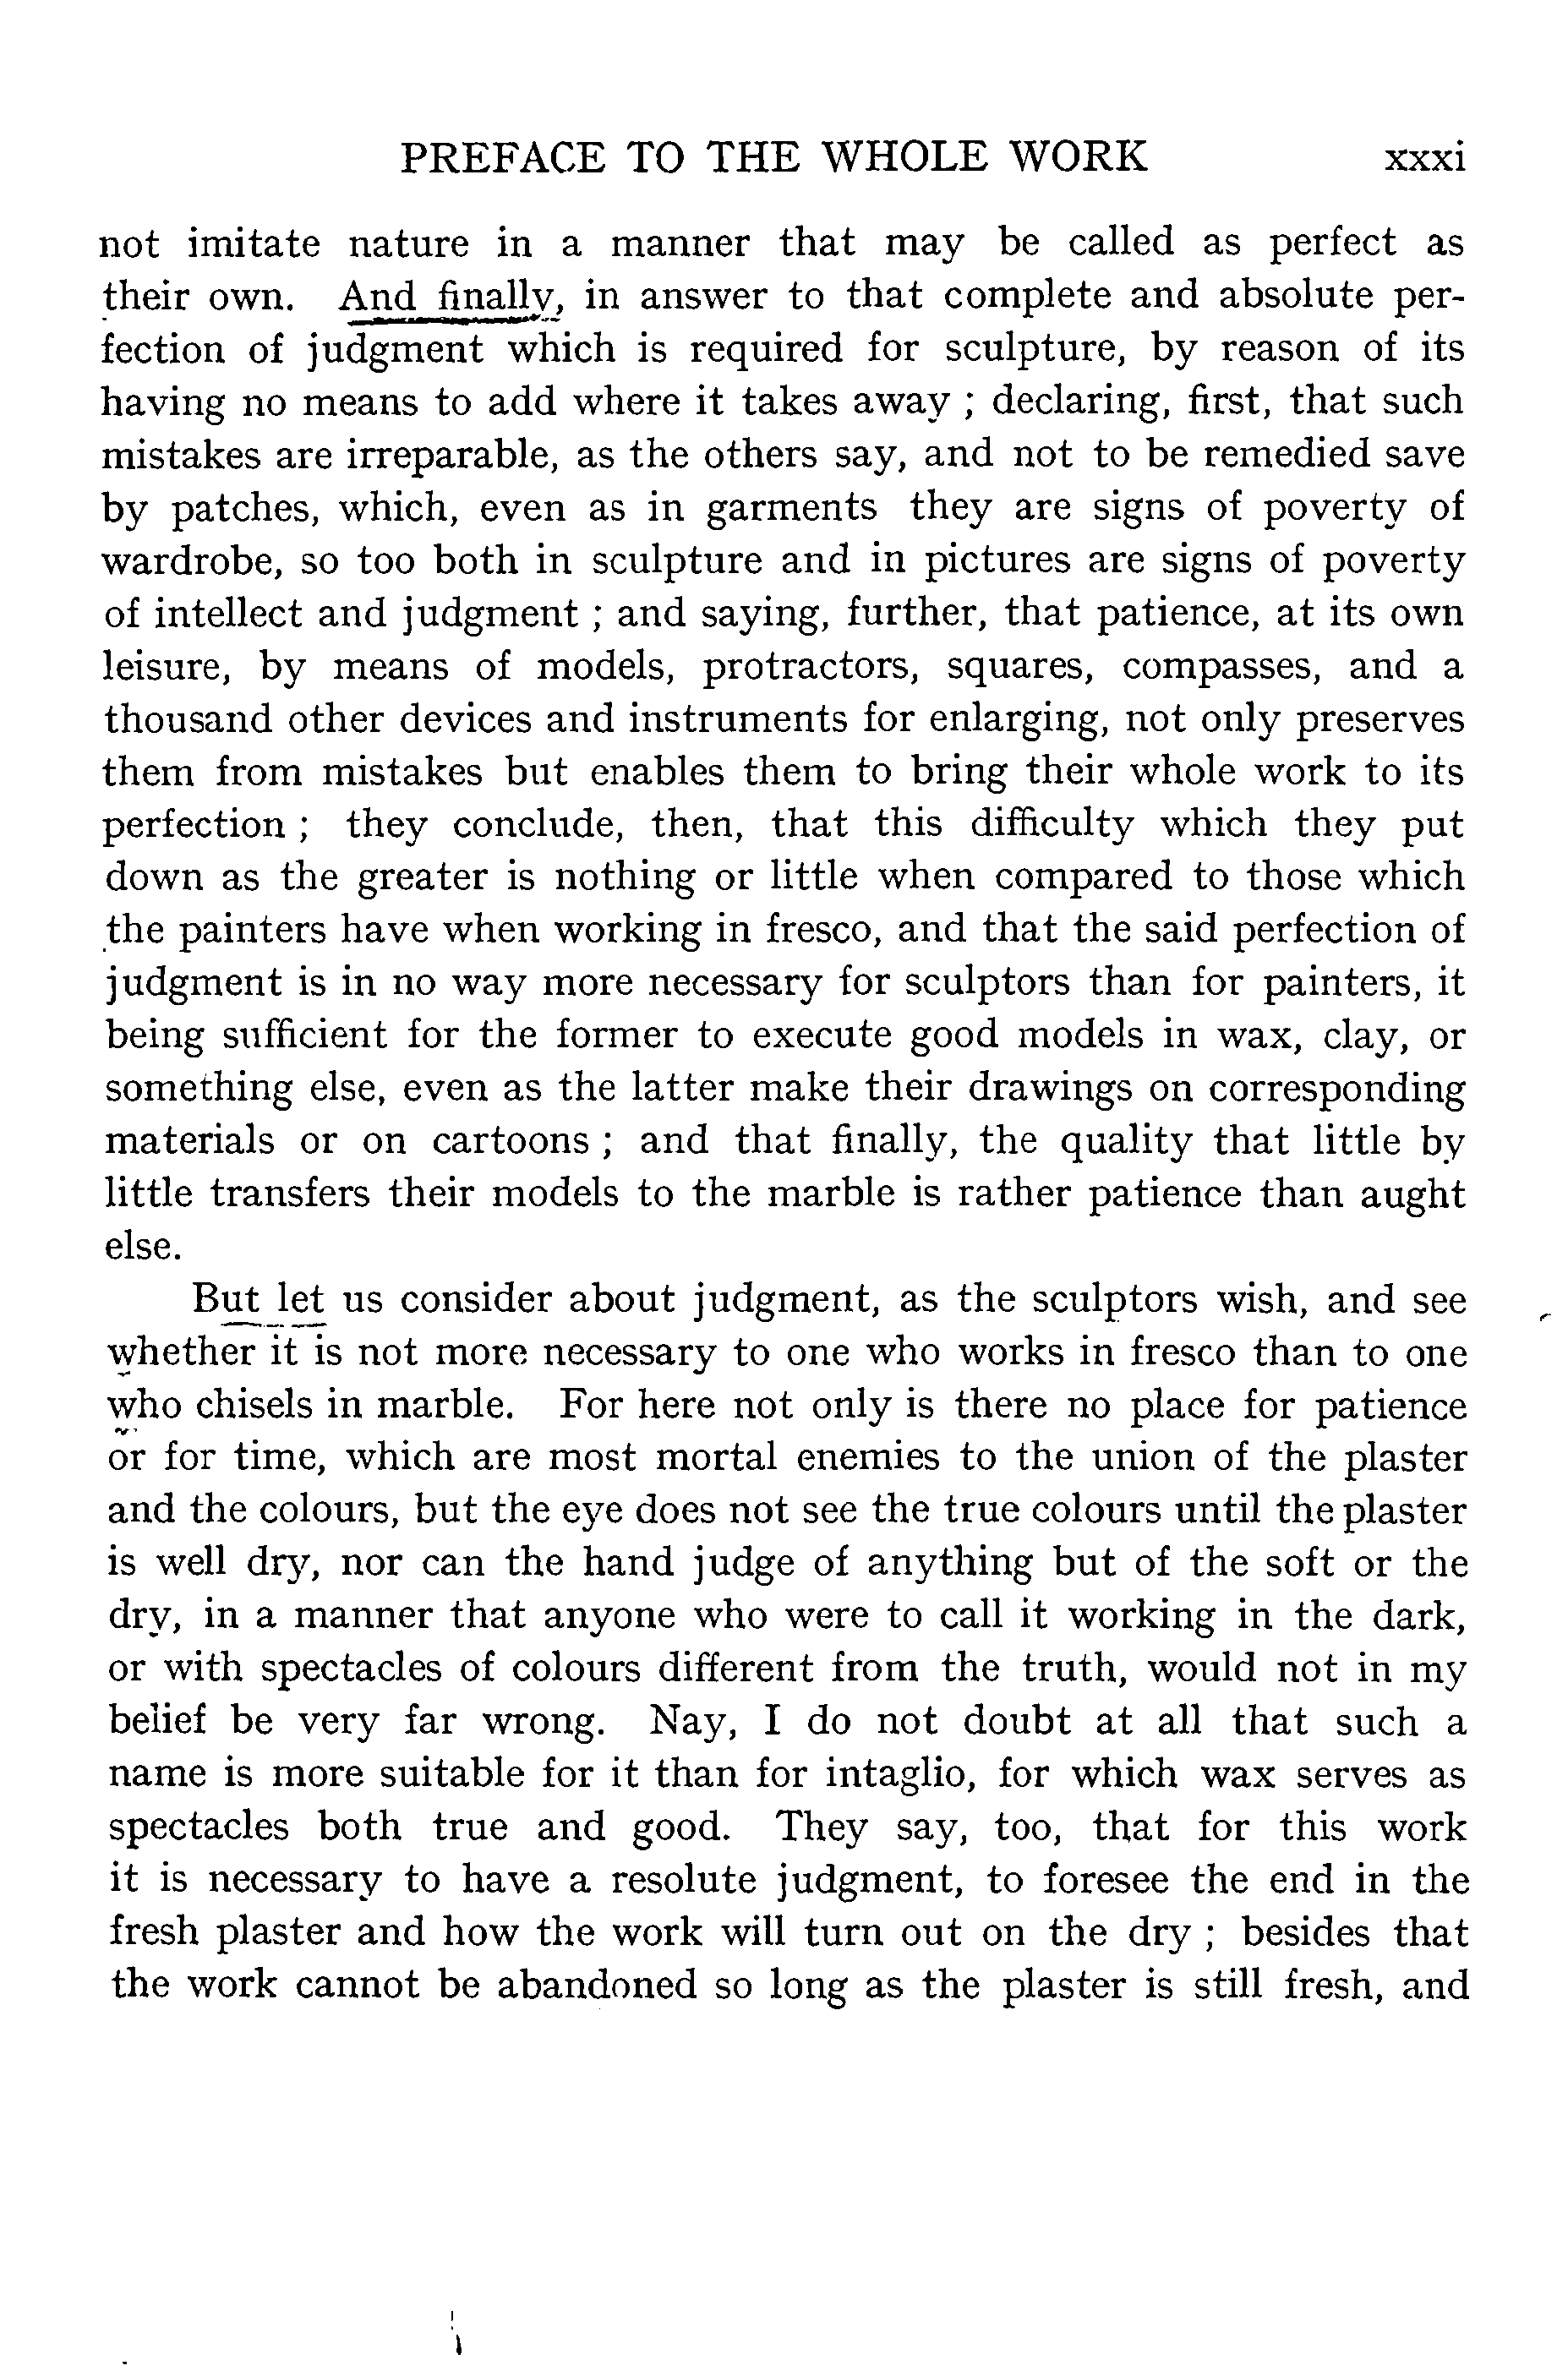 PREFACE TO THE WHOLE WORK xxxi
not imitate nature in a manner that may be called as perfect as
their own. And finally, in answer to that complete and absolute per-
fection of judgment which is required for sculpture, by reason of its
having no means to add where it takes away ; declaring, first, that such
mistakes are irreparable, as the others say, and not to be remedied save
by patches, which, even as in garments they are signs of poverty of
wardrobe, so too both in sculpture and in pictures are signs of poverty
of intellect and judgment ; and saying, further, that patience, at its own
leisure, by means of models, protractors, squares, compasses, and a
thousand other devices and instruments for enlarging, not only preserves
them from mistakes but enables them to bring their whole work to its
perfection ; they conclude, then, that this difficulty which they put
down as the greater is nothing or little when compared to those which
the painters have when working in fresco, and that the said perfection of
judgment is in no way more necessary for sculptors than for painters, it
being sufficient for the former to execute good models in wax, clay, or
something else, even as the latter make their drawings on corresponding
materials or on cartoons ; and that finally, the quality that little by
little transfers their models to the marble is rather patience than aught
else.
But let us consider about judgment, as the sculptors wish, and see
whether it is not more necessary to one who works in fresco than to one
who chisels in marble. For here not only is there no place for patience
or for time, which are most mortal enemies to the union of the plaster
and the colours, but the eye does not see the true colours until the plaster
is well dry, nor can the hand judge of anything but of the soft or the
dry, in a manner that anyone who were to call it working in the dark,
or with spectacles of colours different from the truth, would not in my
belief be very far wrong. Nay, I do not doubt at all that such a
name is more suitable for it than for intaglio, for which wax serves as
spectacles both true and good. They say, too, that for this work
it is necessary to have a resolute judgment, to foresee the end in the
fresh plaster and how the work will turn out on the dry ; besides that
the work cannot be abandoned so long as the plaster is still fresh, and